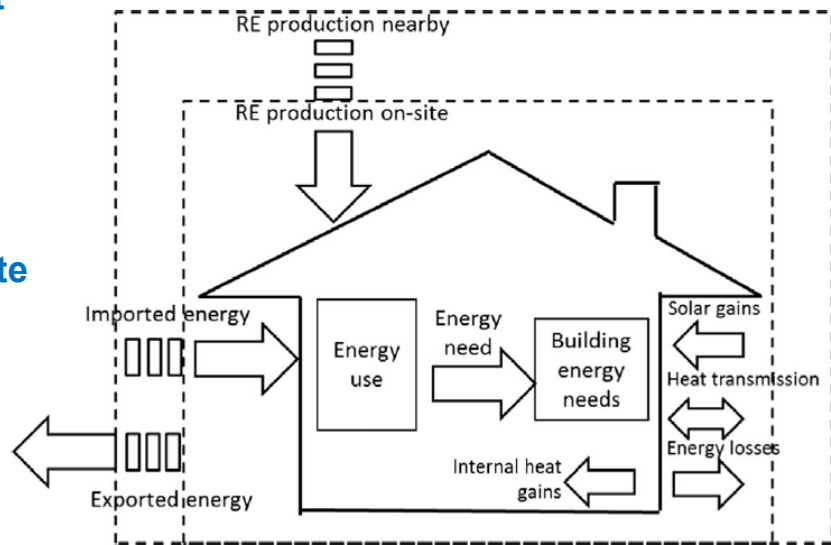 t
RE production nearby
RE production on-site
te
Imported energy
Energy
use
Energy
need
Building
energy
needs
Solar gains
Heat transmission
Energy losses
Internal heat
gains
Exported energy